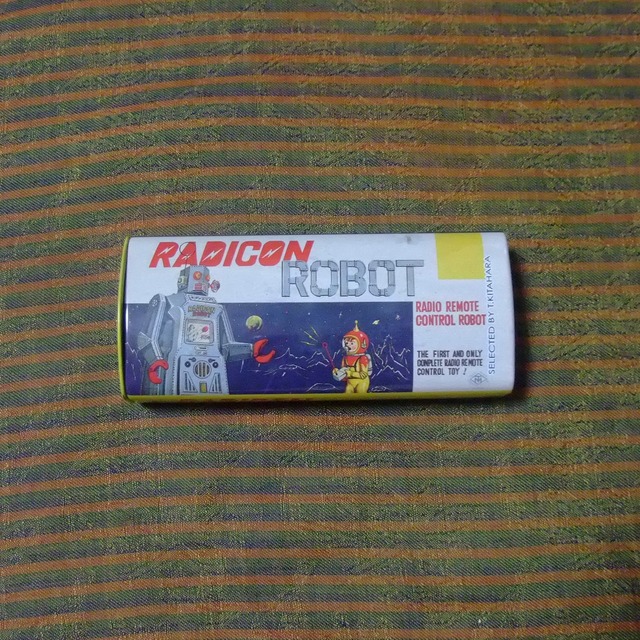 RADICON
ROBOT
RADIO REMOTE
CONTROL ROBOT
THE FIRST AND ONLY
COMPLETE RADIO REMOTE
CONTROL TOY!
SELECTED BY T.KITAHARA